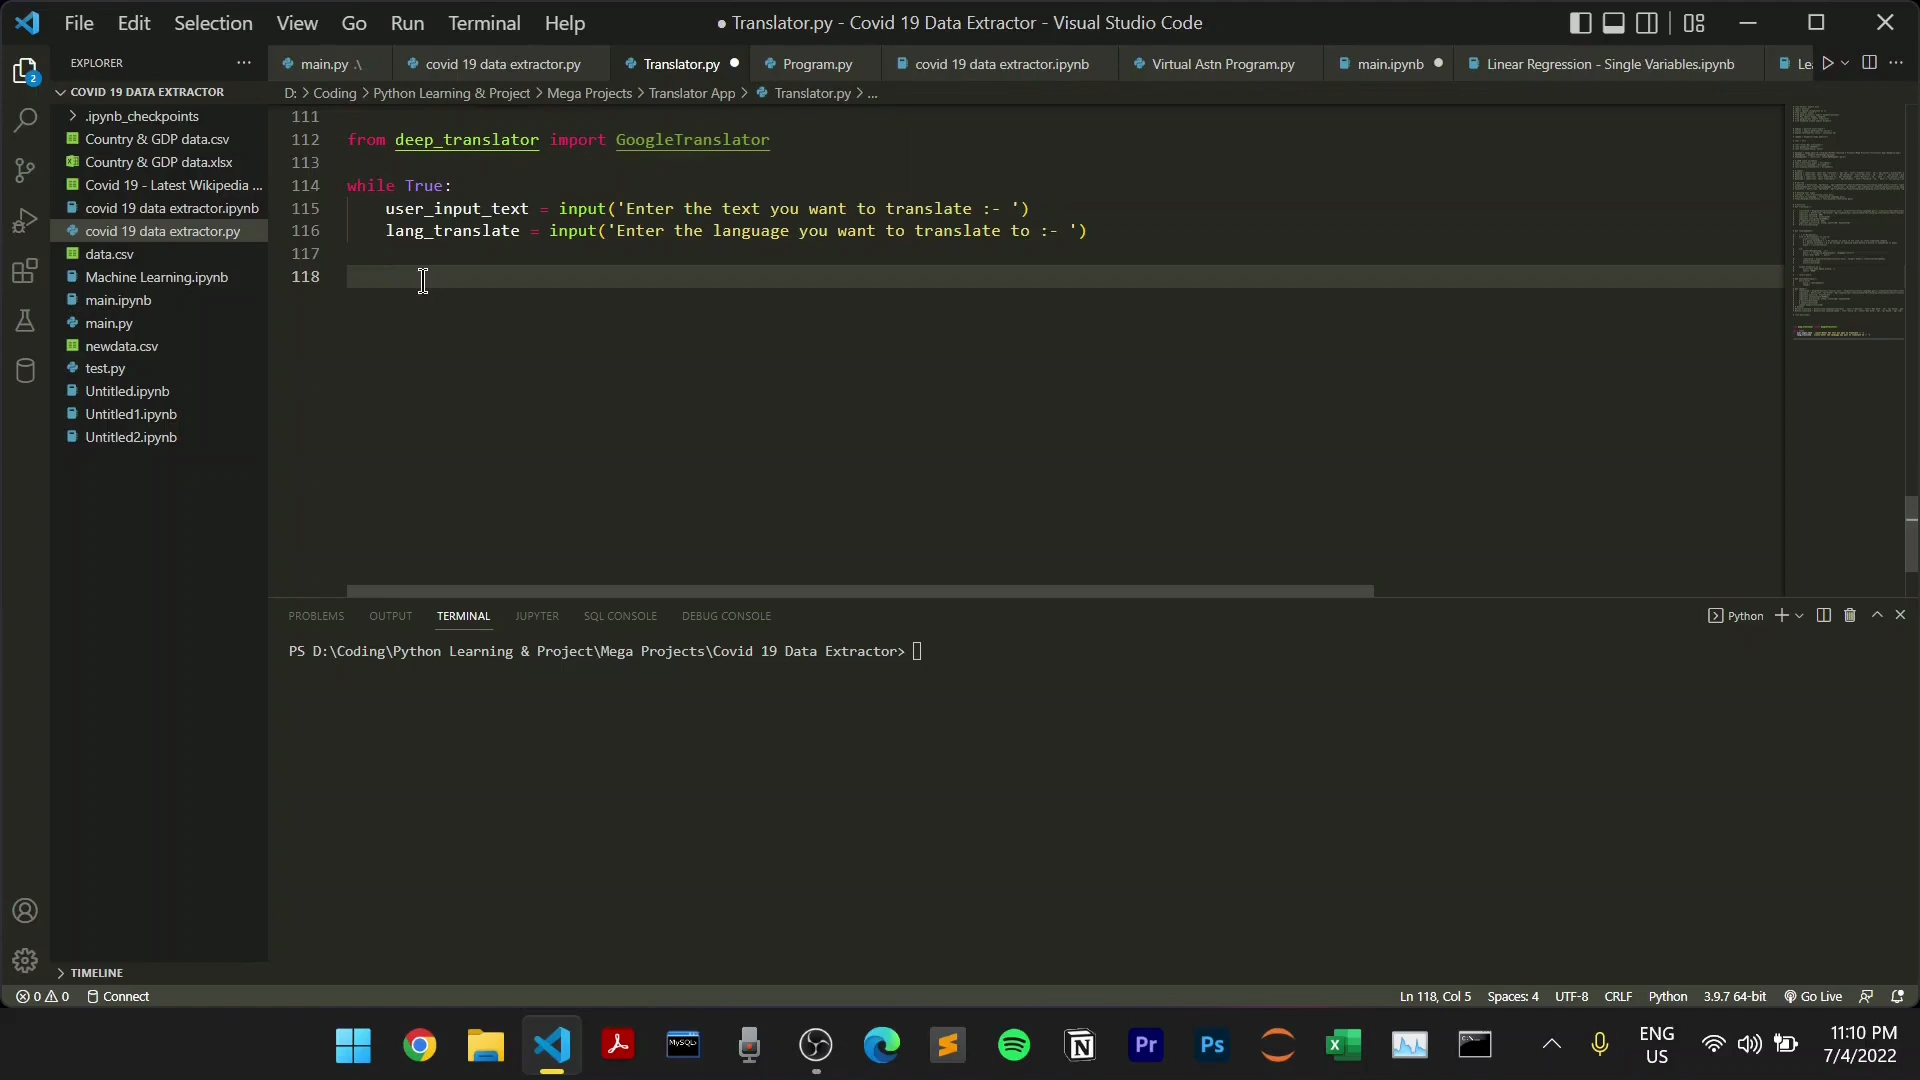 File Edit Selection View Go Run Terminal Help
● Translator.py - Covid 19 Data Extractor - Visual Studio Code
EXPLORER
main.py .\ covid 19 data extractor.py Translator.py Program.py covid 19 data extractor.ipynb Virtual Astn Program.py main.ipynb Linear Regression - Single Variables.ipynb Le
D: > Coding > Python Learning & Project > Mega Projects > Translator App > Translator.py > ...
2
COVID 19 DATA EXTRACTOR
.ipynb_checkpoints
Country & GDP data.csv
Country & GDP data.xlsx
Covid 19 - Latest Wikipedia ...
covid 19 data extractor.ipynb
covid 19 data extractor.py
data.csv
Machine Learning.ipynb
main.ipynb
main.py
newdata.csv
test.py
Untitled.ipynb
Untitled1.ipynb
Untitled2.ipynb
TIMELINE
111
112 from deep_translator import GoogleTranslator
113
114 while True:
115 user_input_text = input('Enter the text you want to translate :- ')
116 lang_translate = input('Enter the language you want to translate to :- ')
117
118
PROBLEMS OUTPUT TERMINAL JUPYTER SQL CONSOLE DEBUG CONSOLE
Python
PS D:\Coding\Python Learning & Project\Mega Projects\Covid 19 Data Extractor>
0 0 Connect
Ln 118, Col 5 Spaces: 4 UTF-8 CRLF Python 3.9.7 64-bit Go Live
MySQL
N
Pr
Ps
X
ENG
US
11:10 PM
7/4/2022